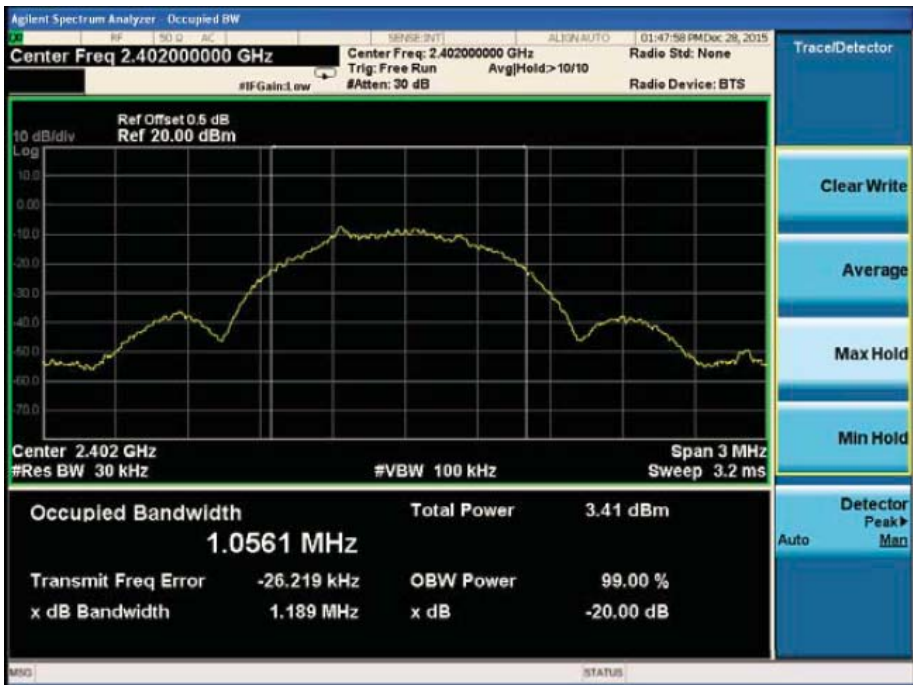 Agilent Spectrum Analyzer - Occupied BW
RF 50 Ω AC SENSE:INT ALIGN AUTO 01:47:58 PM Dec 28, 2015
Center Freq 2.402000000 GHz
Center Freq: 2.402000000 GHz
Radio Std: None
Trig: Free Run Avg|Hold:>10/10
#IFGain:Low #Atten: 30 dB
Radio Device: BTS
Trace/Detector
Ref Offset 0.5 dB
10 dB/div Ref 20.00 dBm
Log
10.0
0.00
-10.0
-20.0
-30.0
-40.0
-50.0
-60.0
-70.0
Center 2.402 GHz Span 3 MHz
#Res BW 30 kHz #VBW 100 kHz Sweep 3.2 ms
Occupied Bandwidth Total Power 3.41 dBm
1.0561 MHz
Transmit Freq Error -26.219 kHz OBW Power 99.00 %
x dB Bandwidth 1.189 MHz x dB -20.00 dB
Clear Write
Average
Max Hold
Min Hold
Detector
Peak▶
Auto Man
MSG STATUS